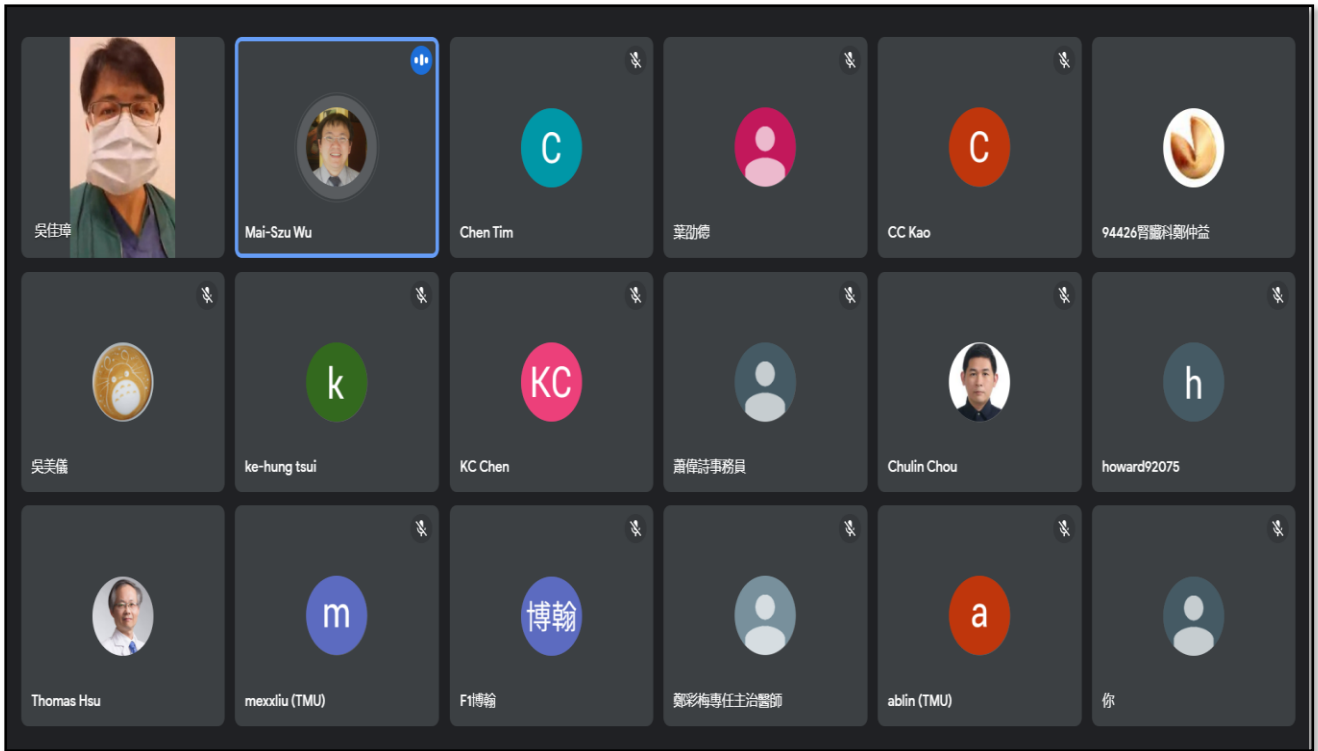 吳佳璋
Mai-Szu Wu
C
Chen Tim
葉劭德
C
CC Kao
94426腎臟科鄭仲益
吳美儀
k
ke-hung tsui
KC
KC Chen
蕭偉詩事務員
Chulin Chou
h
howard92075
Thomas Hsu
m
mexxliu (TMU)
博翰
F1博翰
鄭彩梅專任主治醫師
a
ablin (TMU)
你